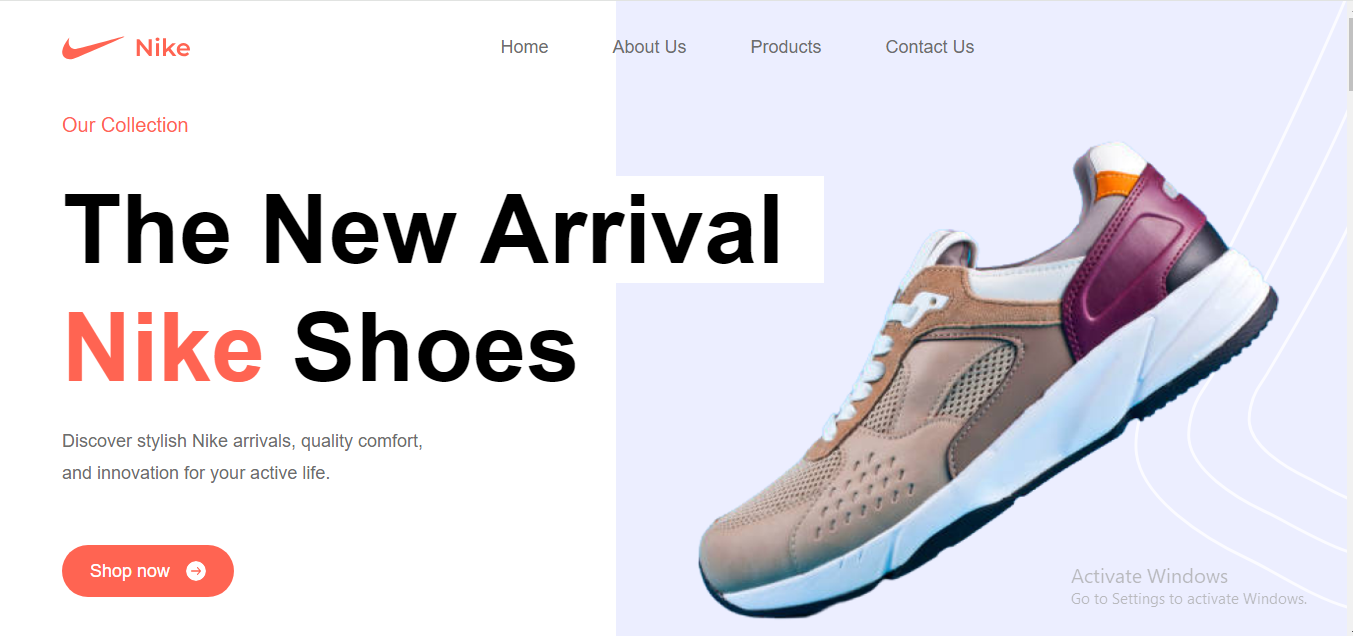 Nike
Home
About Us
Products
Contact Us
Our Collection
The New Arrival
Nike Shoes
Discover stylish Nike arrivals, quality comfort,
and innovation for your active life.
Shop now
Activate Windows
Go to Settings to activate Windows.